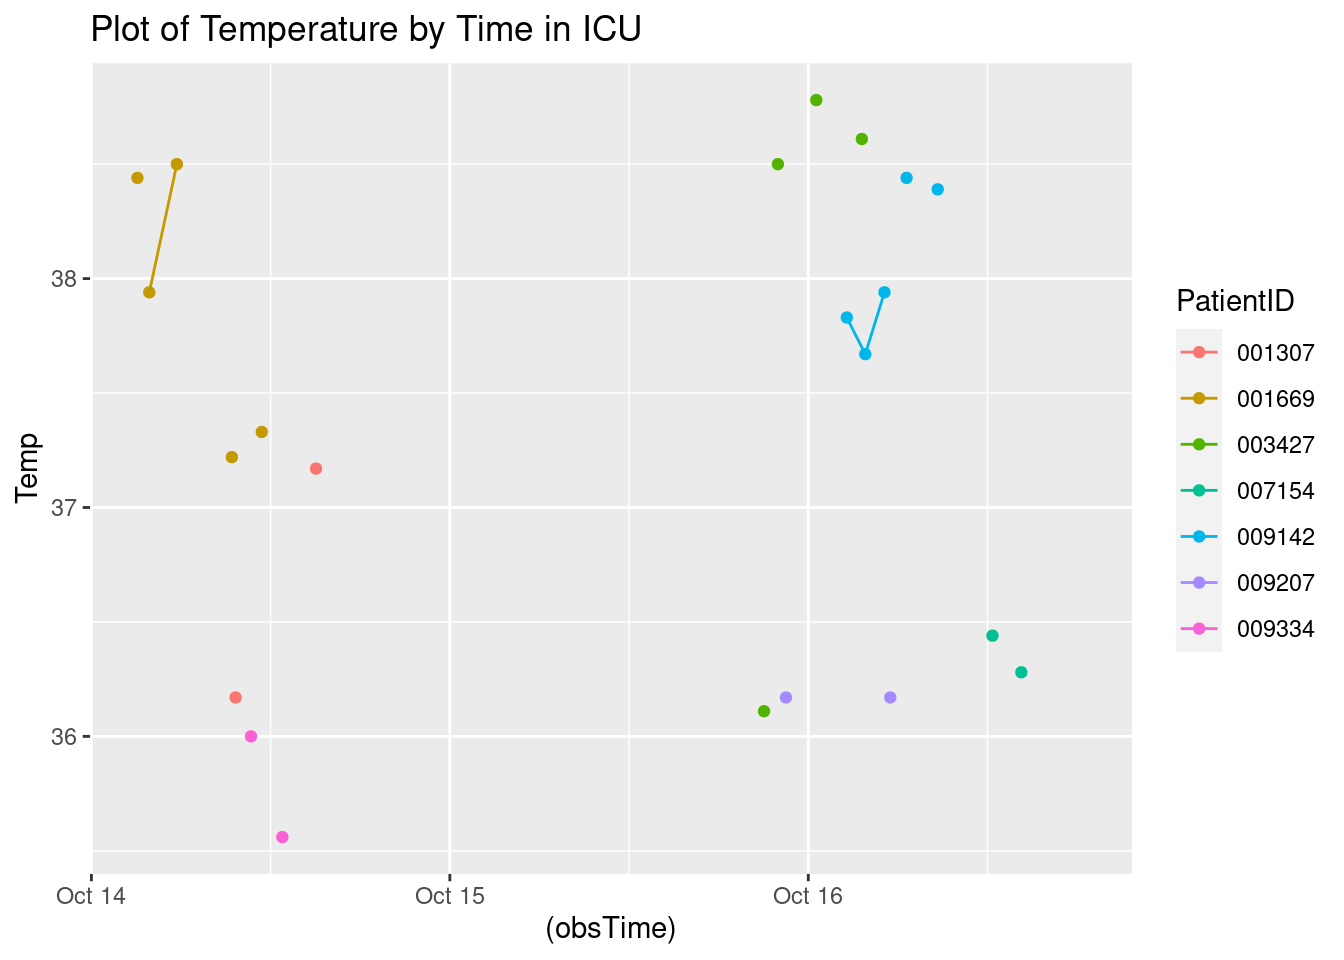 Plot of Temperature by Time in ICU
Temp
38
37
36
Oct 14
Oct 15
Oct 16
(obsTime)
PatientID
001307
001669
003427
007154
009142
009207
009334